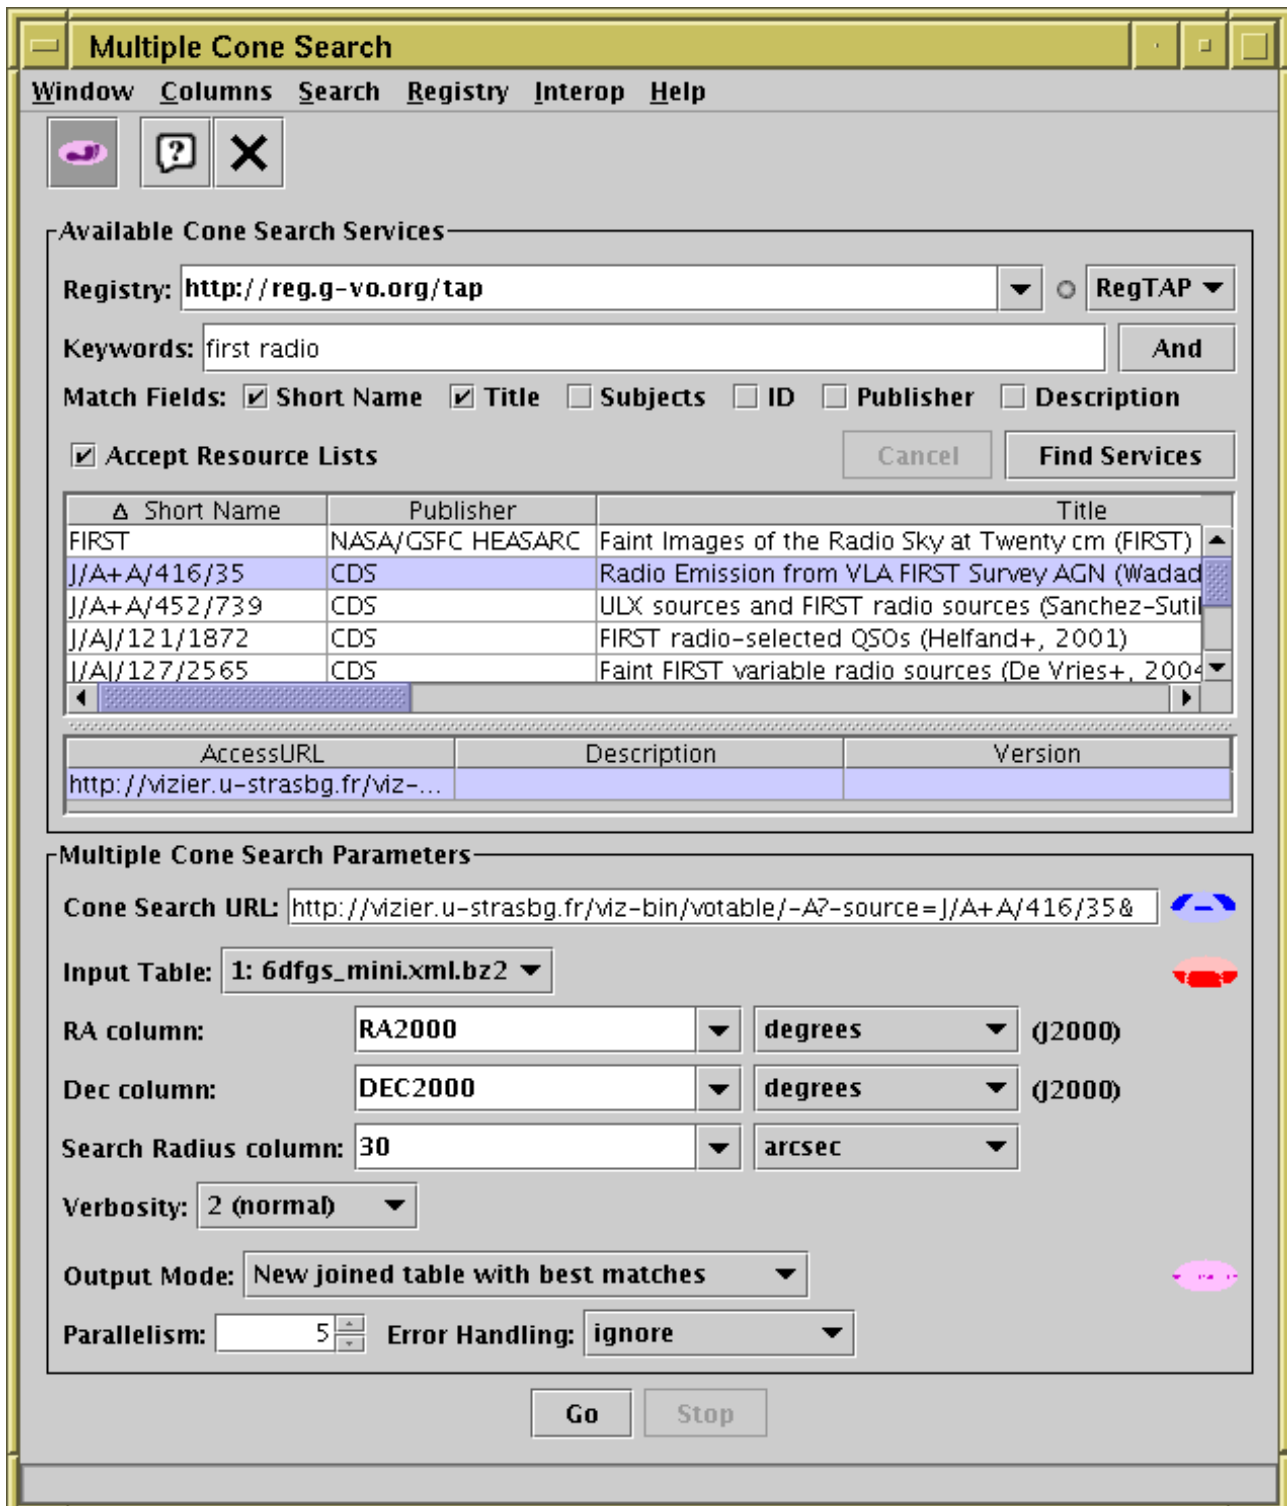 Multiple Cone Search
Window Columns Search Registry Interop Help
Available Cone Search Services
Registry: http://reg.g-vo.org/tap RegTAP
Keywords: first radio And
Match Fields: Short Name Title Subjects ID Publisher Description
Accept Resource Lists Cancel Find Services
Short Name Publisher Title
FIRST NASA/GSFC HEASARC Faint Images of the Radio Sky at Twenty cm (FIRST)
J/A+A/416/35 CDS Radio Emission from VLA FIRST Survey AGN (Wadad
J/A+A/452/739 CDS ULX sources and FIRST radio sources (Sanchez-Sutil
J/AJ/121/1872 CDS FIRST radio-selected QSOs (Helfand+, 2001)
J/AJ/127/2565 CDS Faint FIRST variable radio sources (De Vries+, 2004
AccessURL Description Version
http://vizier.u-strasbg.fr/viz-...
Multiple Cone Search Parameters
Cone Search URL: http://vizier.u-strasbg.fr/viz-bin/votable/-A?-source=J/A+A/416/35&
Input Table: 1: 6dfgs_mini.xml.bz2
RA column: RA2000 degrees (J2000)
Dec column: DEC2000 degrees (J2000)
Search Radius column: 30 arcsec
Verbosity: 2 (normal)
Output Mode: New joined table with best matches
Parallelism: 5 Error Handling: ignore
Go Stop